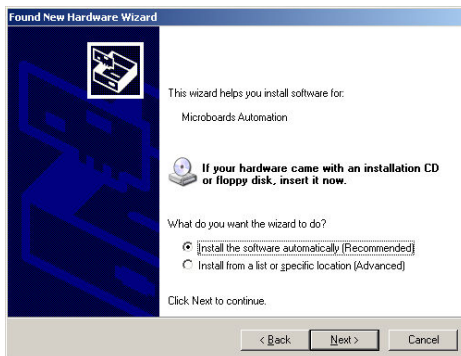 Found New Hardware Wizard
This wizard helps you install software for:
Microboards Automation
If your hardware came with an installation CD
or floppy disk, insert it now.
What do you want the wizard to do?
Install the software automatically (Recommended)
Install from a list or specific location (Advanced)
Click Next to continue.
< Back Next > Cancel